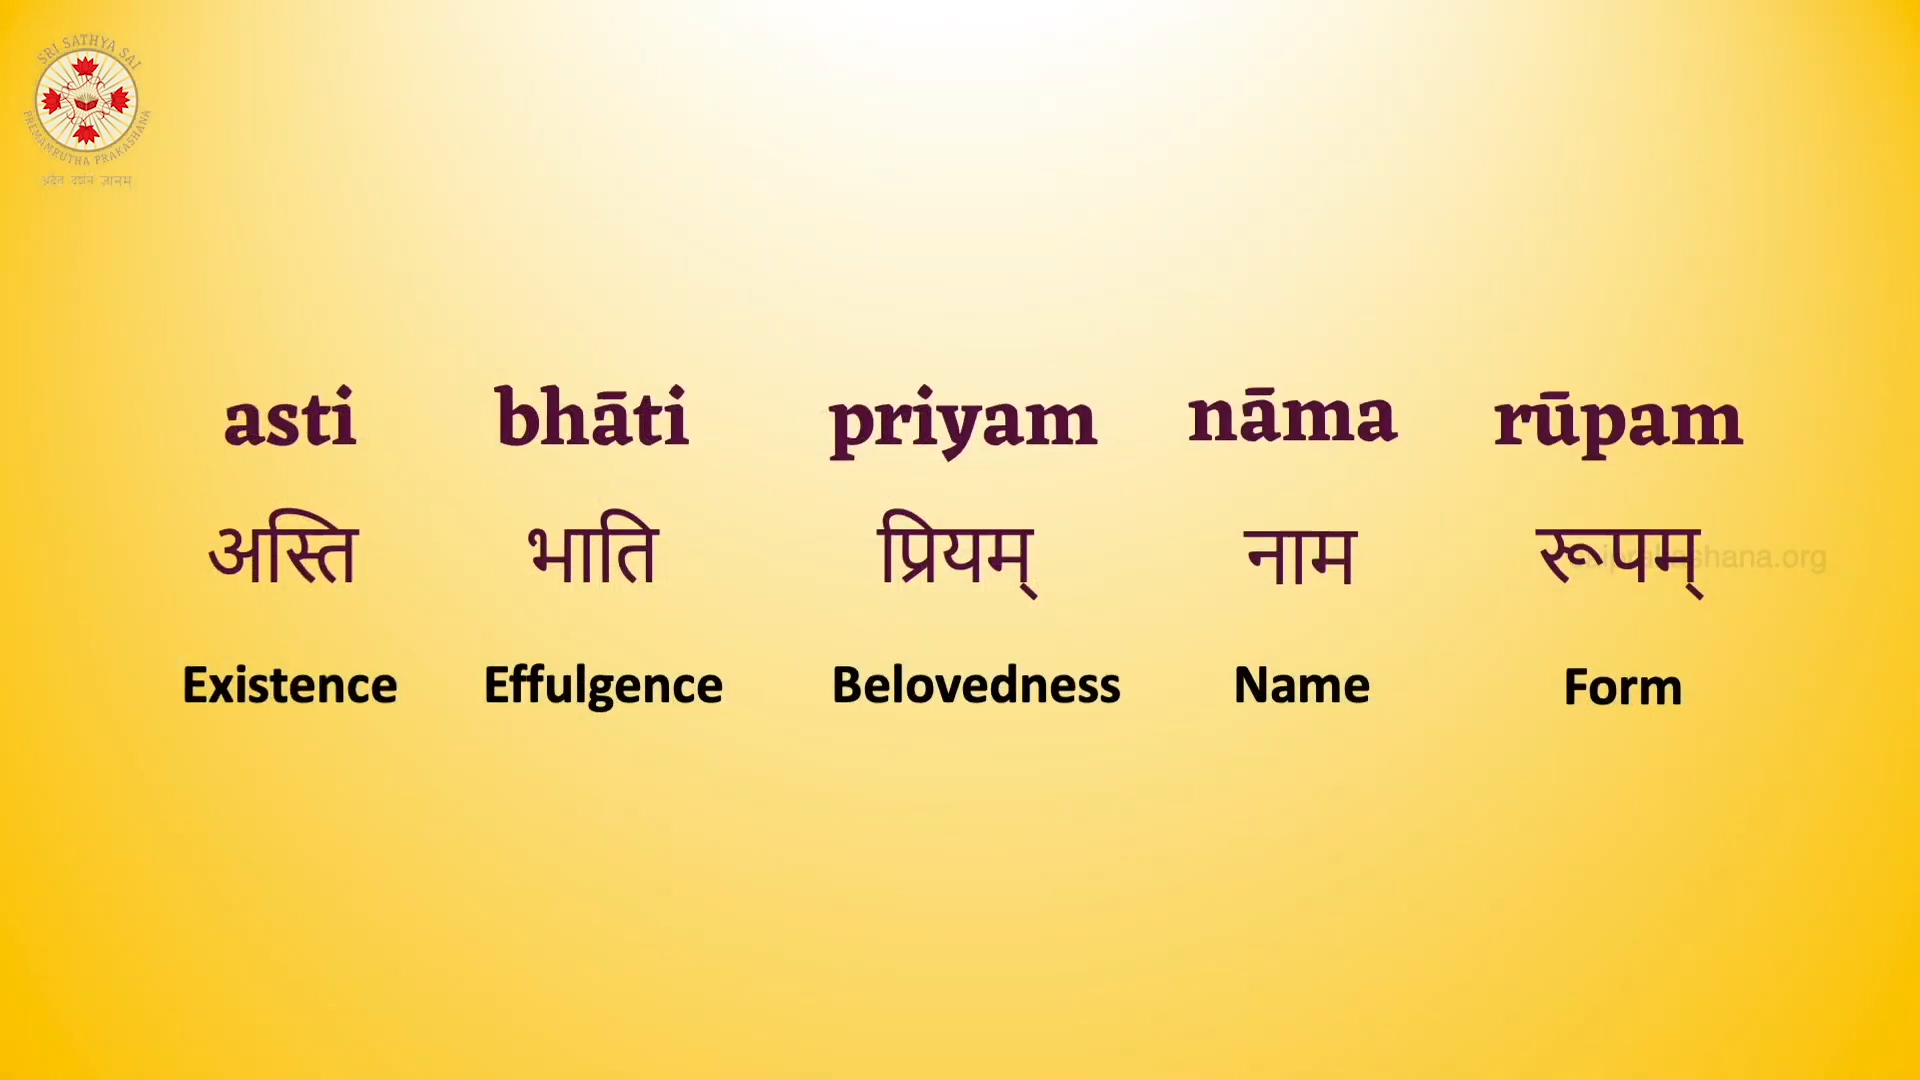 SRI SATHYA SAI
PREMAMRUTHA PRAKASHANA
asti bhāti priyam nāma rūpam
अस्ति भाति प्रियम् नाम रूपम्
Existence Effulgence Belovedness Name Form